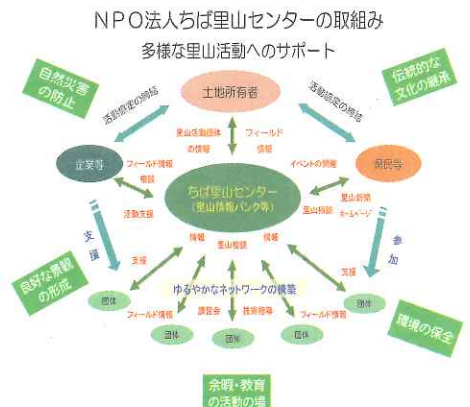 NPO法人ちば里山センターの取組み
多様な里山活動へのサポート
自然災害
の防止
伝統的な
文化の継承
土地所有者
活動協定の締結
活動協定の締結
里山活動団体
の情報
フィールド
情報
企業等
フィールド情報
相談
イベントの開催
県民等
ちば里山センター
(里山情報バンク等)
活動支援
里山相談
里山新聞
ホームページ
支援
情報
里山相談
情報
参加
支援
支援
良好な景観
の形成
ゆるやかなネットワークの構築
団体
団体
フィールド情報
講習会
技術指導
フィールド情報
環境の保全
団体
団体
団体
余暇・教育
の活動の場